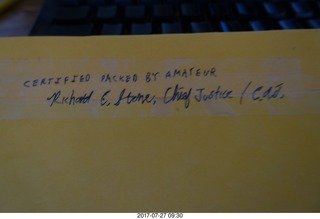 CERTIFIED PACKED BY AMATEUR
Richard E. Stone, Chief Justice / C.O.J.
2017-07-27 09:30